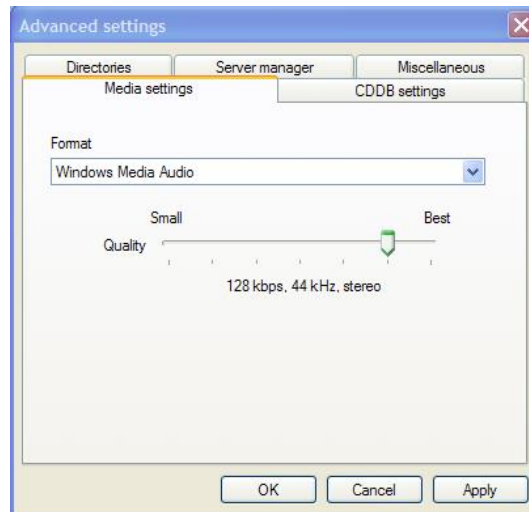 Advanced settings
Directories Server manager Miscellaneous
Media settings CDDB settings
Format
Windows Media Audio
Small Best
Quality
128 kbps, 44 kHz, stereo
OK Cancel Apply